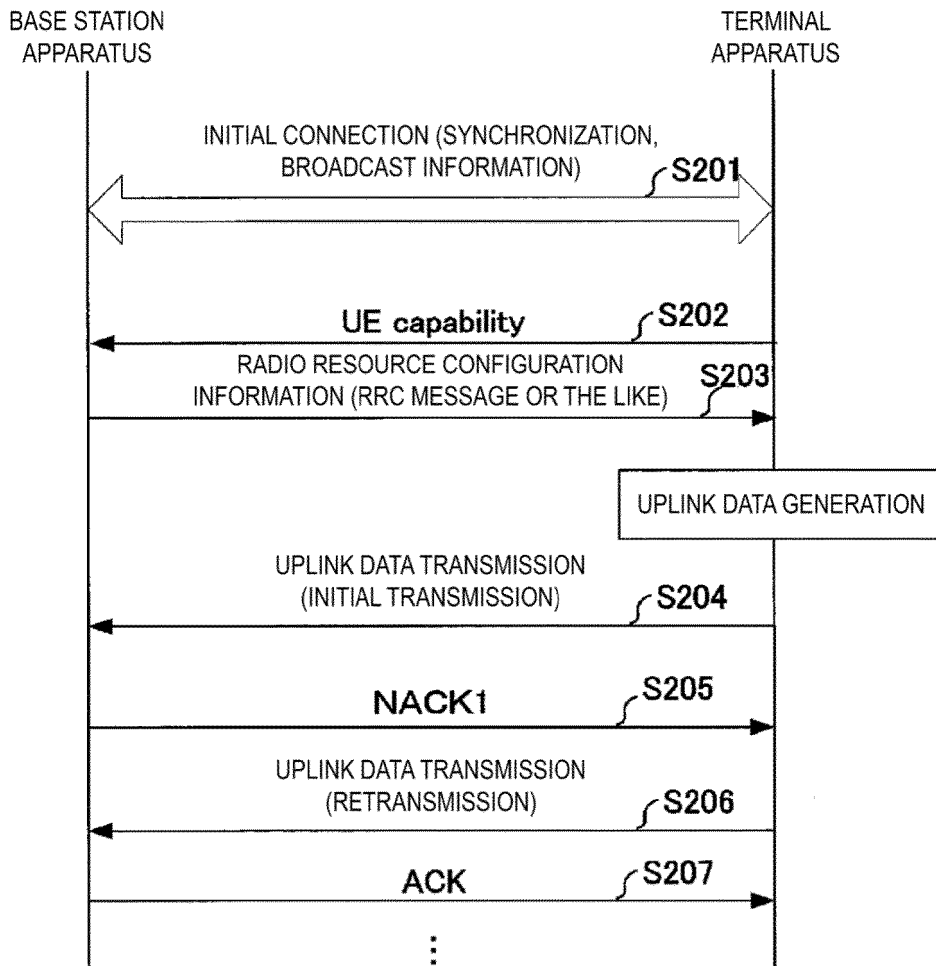 BASE STATION
APPARATUS
TERMINAL
APPARATUS
INITIAL CONNECTION (SYNCHRONIZATION,
BROADCAST INFORMATION)
S201
UE capability
S202
RADIO RESOURCE CONFIGURATION
INFORMATION (RRC MESSAGE OR THE LIKE)
S203
UPLINK DATA GENERATION
UPLINK DATA TRANSMISSION
(INITIAL TRANSMISSION)
S204
NACK1
S205
UPLINK DATA TRANSMISSION
(RETRANSMISSION)
S206
ACK
S207
⋮